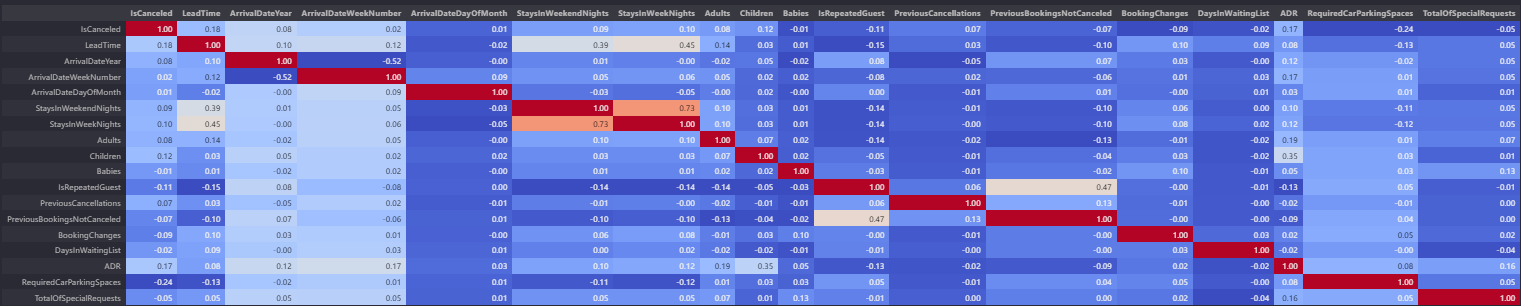 IsCanceled LeadTime ArrivalDateYear ArrivalDateWeekNumber ArrivalDateDayOfMonth StaysInWeekendNights StaysInWeekNights Adults Children Babies IsRepeatedGuest PreviousCancellations PreviousBookingsNotCanceled BookingChanges DaysInWaitingList ADR RequiredCarParkingSpaces TotalOfSpecialRequests
IsCanceled 1.00 0.18 0.08 0.02 0.01 0.09 0.10 0.08 0.12 -0.01 -0.11 0.07 -0.07 -0.09 -0.02 0.17 -0.24 -0.05
LeadTime 0.18 1.00 0.10 0.12 -0.02 0.39 0.45 0.14 0.03 0.01 -0.15 0.03 -0.10 0.10 0.09 0.08 -0.13 0.05
ArrivalDateYear 0.08 0.10 1.00 -0.52 -0.00 0.01 -0.00 -0.02 0.05 -0.02 0.08 -0.05 0.07 0.03 -0.00 0.12 -0.02 0.05
ArrivalDateWeekNumber 0.02 0.12 -0.52 1.00 0.09 0.05 0.06 0.05 0.02 0.02 -0.08 0.02 -0.06 0.01 0.03 0.17 0.01 0.05
ArrivalDateDayOfMonth 0.01 -0.02 -0.00 0.09 1.00 -0.03 -0.05 -0.00 0.02 -0.00 0.00 -0.01 0.01 -0.00 0.01 0.03 0.01 0.01
StaysInWeekendNights 0.09 0.39 0.01 0.05 -0.03 1.00 0.73 0.10 0.03 0.01 -0.14 -0.01 -0.10 0.06 0.00 0.10 -0.11 0.05
StaysInWeekNights 0.10 0.45 -0.00 0.06 -0.05 0.73 1.00 0.10 0.03 0.01 -0.14 -0.00 -0.10 0.08 0.02 0.12 -0.12 0.05
Adults 0.08 0.14 -0.02 0.05 -0.00 0.10 0.10 1.00 0.07 0.02 -0.14 -0.02 -0.13 -0.01 -0.02 0.19 0.01 0.07
Children 0.12 0.03 0.05 0.02 0.02 0.03 0.03 0.07 1.00 0.02 -0.05 -0.01 -0.04 0.03 -0.02 0.35 0.03 0.01
Babies -0.01 0.01 -0.02 0.02 -0.00 0.01 0.01 0.02 0.02 1.00 -0.03 -0.01 -0.02 0.10 -0.01 0.05 0.03 0.13
IsRepeatedGuest -0.11 -0.15 0.08 -0.08 0.00 -0.14 -0.14 -0.14 -0.05 -0.03 1.00 0.06 0.47 -0.00 -0.01 -0.13 0.05 -0.01
PreviousCancellations 0.07 0.03 -0.05 0.02 -0.01 -0.01 -0.00 -0.02 -0.01 -0.01 0.06 1.00 0.13 -0.01 -0.01 -0.02 -0.01 0.00
PreviousBookingsNotCanceled -0.07 -0.10 0.07 -0.06 0.01 -0.10 -0.10 -0.13 -0.04 -0.02 0.47 0.13 1.00 -0.00 -0.00 -0.09 0.04 0.00
BookingChanges -0.09 0.10 0.03 0.01 -0.00 0.06 0.08 -0.01 0.03 0.10 -0.00 -0.01 -0.00 1.00 0.03 0.02 0.05 0.02
DaysInWaitingList -0.02 0.09 -0.00 0.03 0.01 0.00 0.02 -0.02 -0.02 -0.01 -0.01 -0.01 -0.00 0.03 1.00 -0.02 -0.00 -0.04
ADR 0.17 0.08 0.12 0.17 0.03 0.10 0.12 0.19 0.35 0.05 -0.13 -0.02 -0.09 0.02 -0.02 1.00 0.08 0.16
RequiredCarParkingSpaces -0.24 -0.13 -0.02 0.01 0.01 -0.11 -0.12 0.01 0.03 0.03 0.05 -0.01 0.04 0.05 -0.00 0.08 1.00 0.05
TotalOfSpecialRequests -0.05 0.05 0.05 0.05 0.01 0.05 0.05 0.07 0.01 0.13 -0.01 0.00 0.00 0.02 -0.04 0.16 0.05 1.00